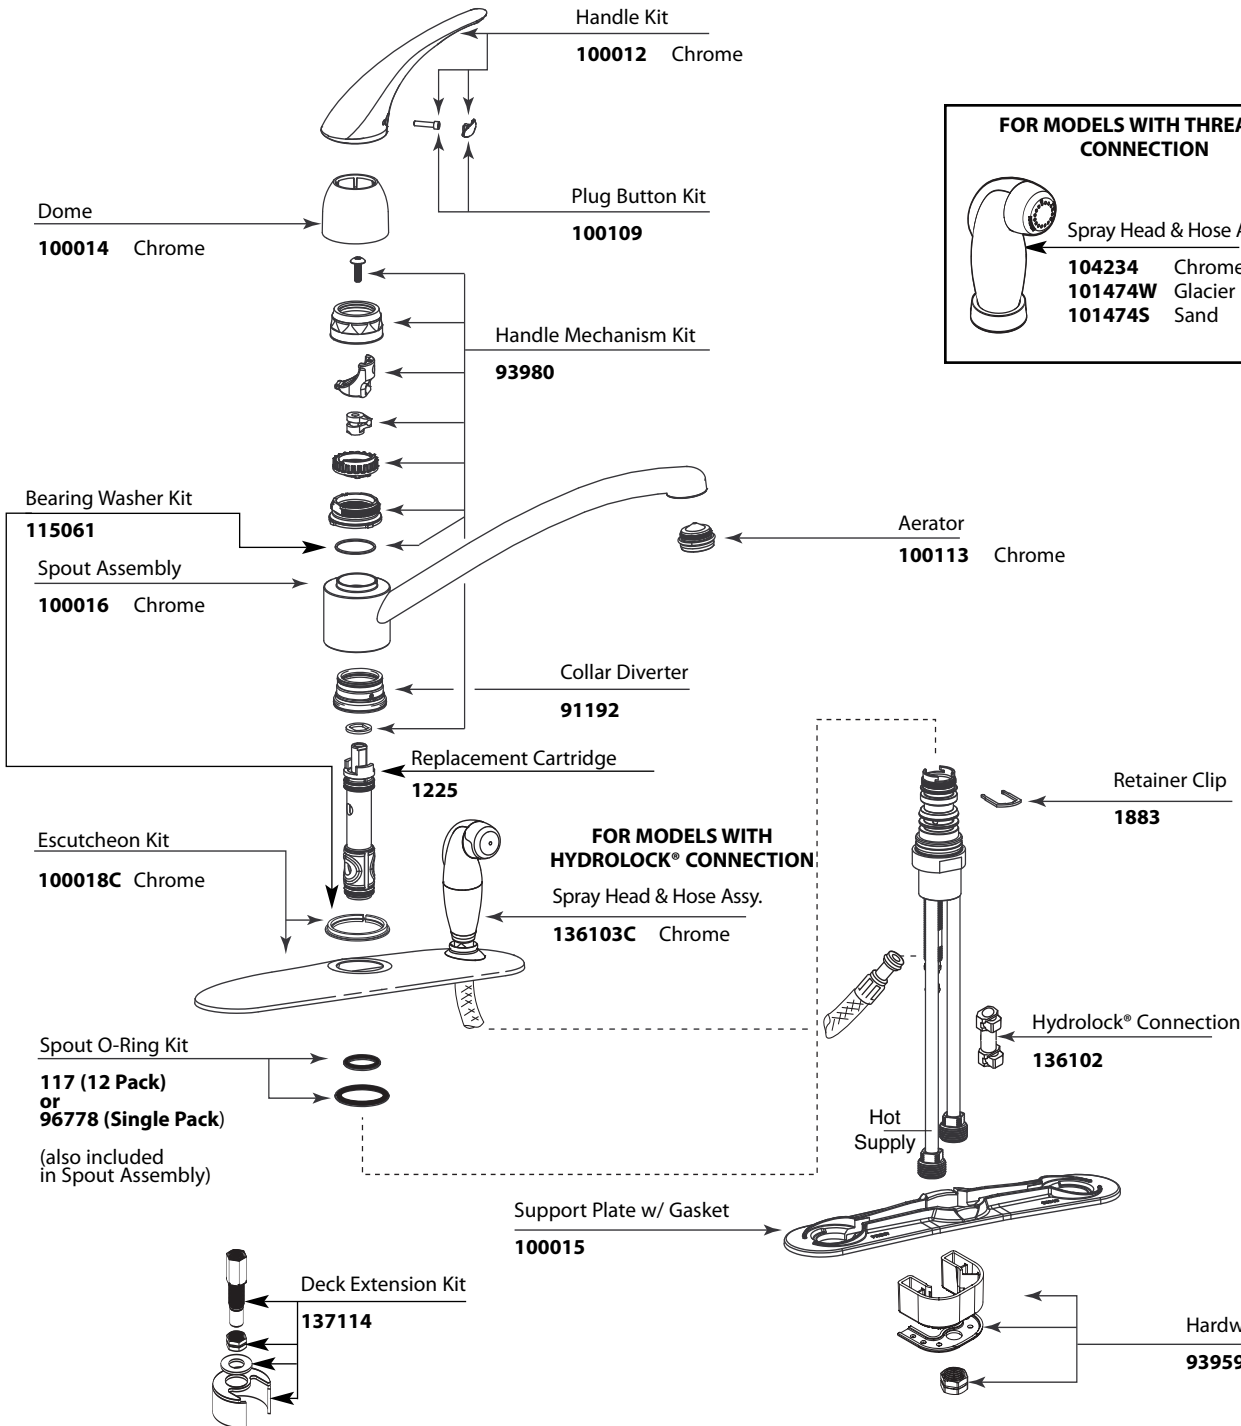 Handle Kit
100012 Chrome
FOR MODELS WITH
CONNECTION
Spray Head & Hose
104234 Chrome
101474W Glacier
101474S Sand
Plug Button Kit
100109
Dome
100014 Chrome
Handle Mechanism Kit
93980
Bearing Washer Kit
115061
Aerator
100113 Chrome
Spout Assembly
100016 Chrome
Collar Diverter
91192
Replacement Cartridge
1225
Retainer Clip
1883
Escutcheon Kit
100018C Chrome
FOR MODELS WITH
HYDROLOCK® CONNECTION
Spray Head & Hose Assy.
136103C Chrome
Hydrolock® Connection
136102
Spout O-Ring Kit
117 (12 Pack)
or
96778 (Single Pack)
(also included
in Spout Assembly)
Hot
Supply
Support Plate w/ Gasket
100015
Deck Extension Kit
137114
93959